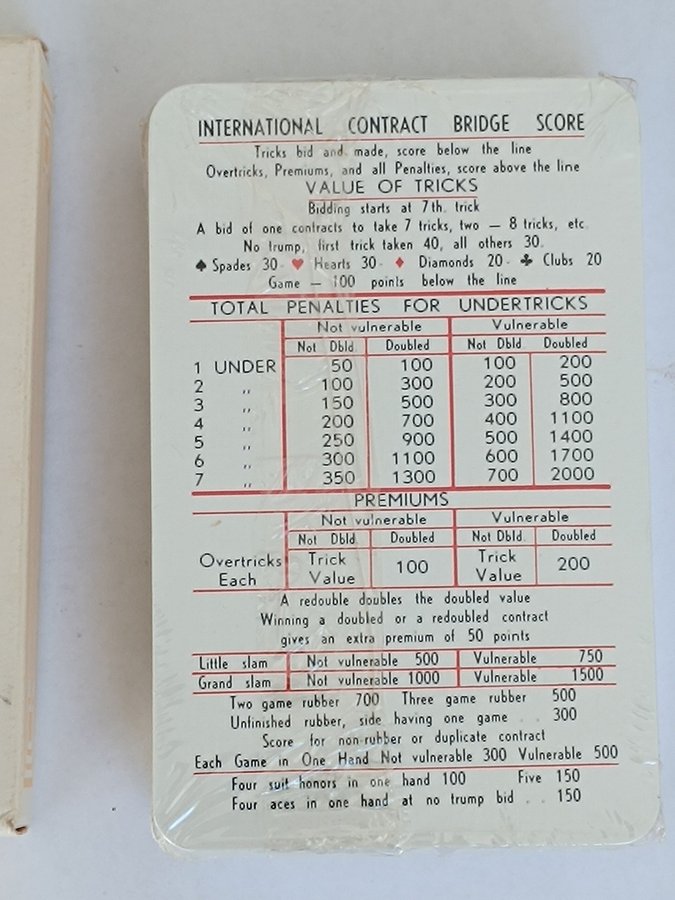 INTERNATIONAL CONTRACT BRIDGE SCORE
Tricks bid and made, score below the line
Overtricks, Premiums, and all Penalties, score above the line
VALUE OF TRICKS
Bidding starts at 7th. trick
A bid of one contracts to take 7 tricks, two — 8 tricks, etc.
No trump, first trick taken 40, all others 30.
♠ Spades 30 - ♥ Hearts 30 - ♦ Diamonds 20 - ♣ Clubs 20
Game — 100 points below the line
TOTAL PENALTIES FOR UNDERTRICKS
Not vulnerable Vulnerable
Not Dbld. Doubled Not Dbld. Doubled
1 UNDER 50 100 100 200
2 ,, 100 300 200 500
3 ,, 150 500 300 800
4 ,, 200 700 400 1100
5 ,, 250 900 500 1400
6 ,, 300 1100 600 1700
7 ,, 350 1300 700 2000
PREMIUMS
Not vulnerable Vulnerable
Not Dbld. Doubled Not Dbld. Doubled
Overtricks Each Trick Value 100 Trick Value 200
A redouble doubles the doubled value
Winning a doubled or a redoubled contract
gives an extra premium of 50 points
Little slam Not vulnerable 500 Vulnerable 750
Grand slam Not vulnerable 1000 Vulnerable 1500
Two game rubber 700 Three game rubber 500
Unfinished rubber, side having one game . . 300
Score for non-rubber or duplicate contract
Each Game in One Hand Not vulnerable 300 Vulnerable 500
Four suit honors in one hand 100 Five 150
Four aces in one hand at no trump bid . . 150